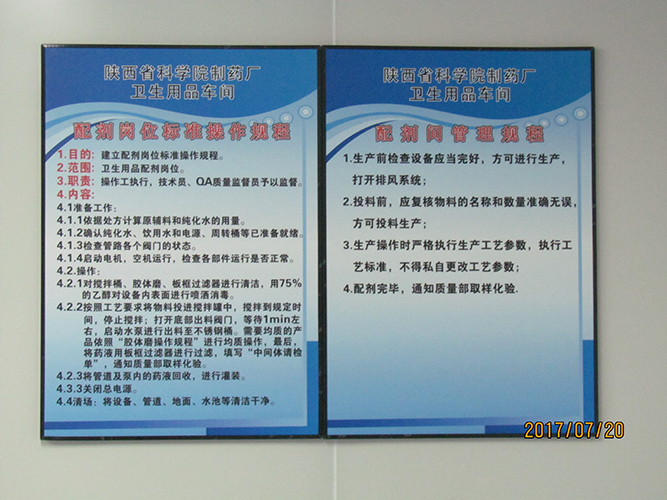 陕西省科学院制药厂
卫生用品车间
配剂岗位标准操作规程
1.目的: 建立配剂岗位标准操作规程。
2.范围: 卫生用品配剂岗位。
3.职责: 操作工执行，技术员、QA质量监督员予以监督。
4.内容:
4.1准备工作:
4.1.1依据处方计算原辅料和纯化水的用量。
4.1.2确认纯化水、饮用水和电源、周转桶等已准备就绪。
4.1.3检查管路各个阀门的状态。
4.1.4启动电机，空机运行，检查各部件运行是否正常。
4.2.操作:
4.2.1对搅拌桶、胶体磨、板框过滤器进行清洁，用75%
的乙醇对设备内表面进行喷洒消毒。
4.2.2按照工艺要求将物料投进搅拌罐中，搅拌到规定时
间，停止搅拌；打开底部出料阀门，等待1min左
右，启动水泵进行出料至不锈钢桶。需要均质的产
品依照“胶体磨操作规程”进行均质操作，最后，
将药液用板框过滤器进行过滤，填写“中间体请检
单”，通知质量部取样化验。
4.2.3将管道及泵内的药液回收，进行灌装。
4.3.3关闭总电源。
4.4清场: 将设备、管道、地面、水池等清洁干净。
陕西省科学院制药厂
卫生用品车间
配剂间管理规程
1.生产前检查设备应当完好，方可进行生产，
打开排风系统；
2.投料前，应复核物料的名称和数量准确无误，
方可投料生产；
3.生产操作时严格执行生产工艺参数，执行工
艺标准，不得私自更改工艺参数；
4.配剂完毕，通知质量部取样化验.
2017/07/20